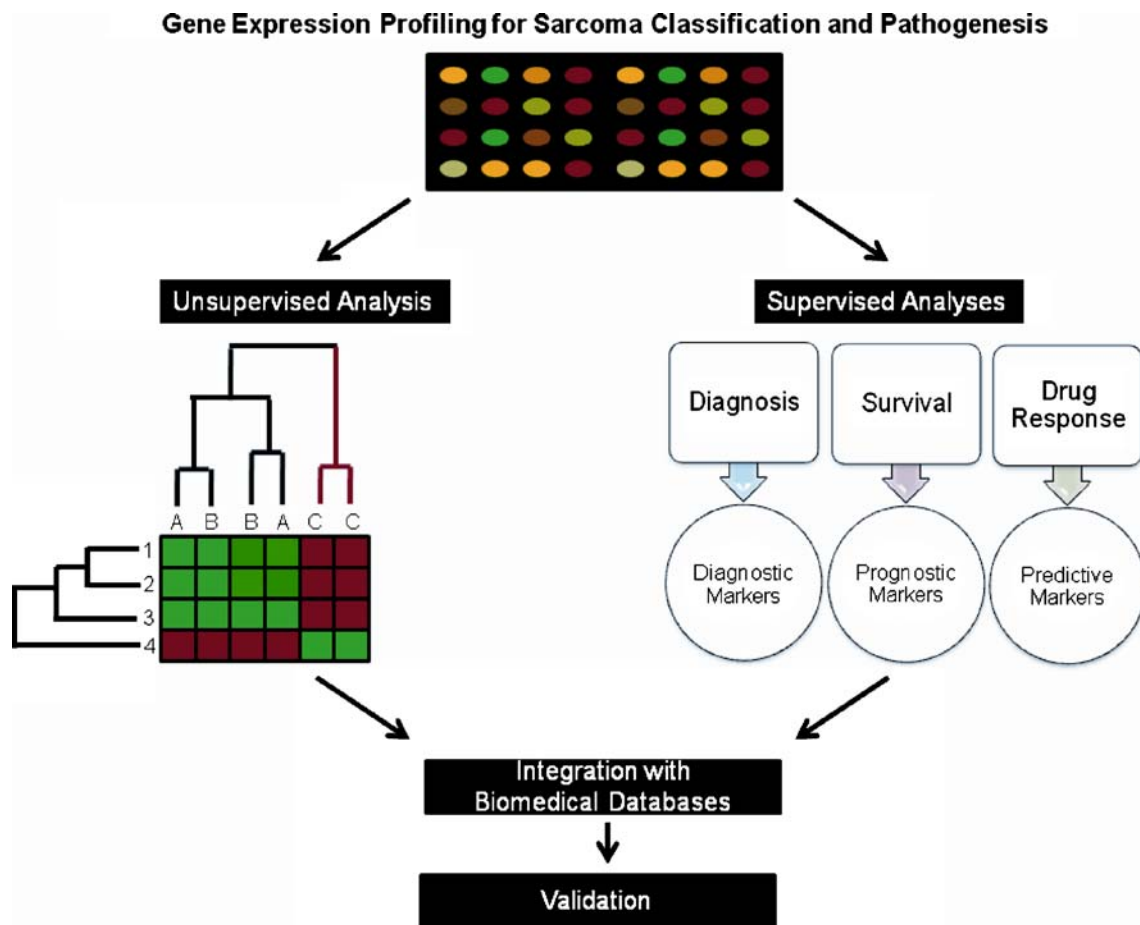 Gene Expression Profiling for Sarcoma Classification and Pathogenesis
Unsupervised Analysis
Supervised Analyses
Diagnosis
Survival
Drug
Response
A B B A C C
1
2
3
4
Diagnostic
Markers
Prognostic
Markers
Predictive
Markers
Integration with
Biomedical Databases
Validation